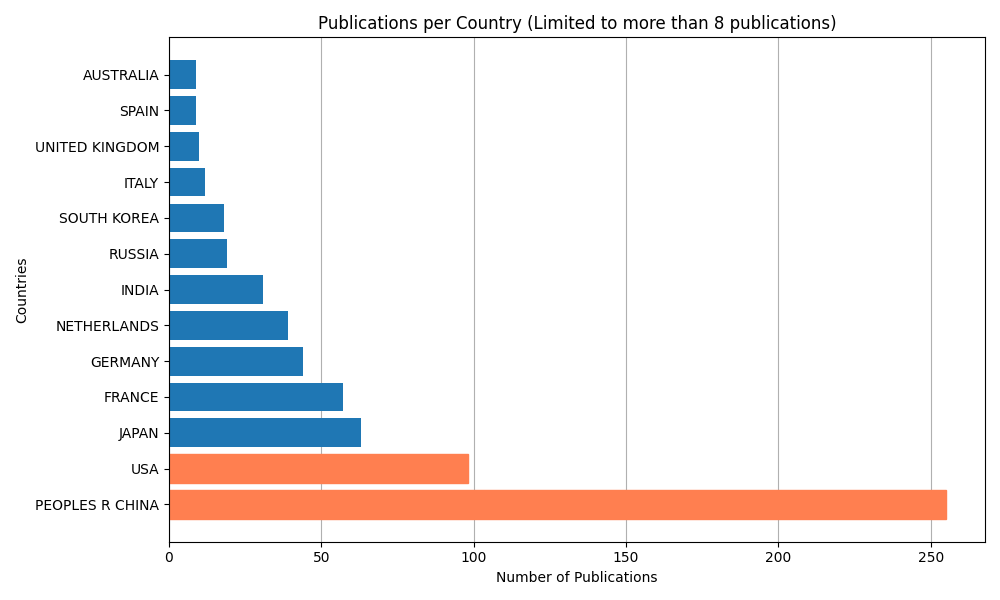 Publications per Country (Limited to more than 8 publications)
AUSTRALIA
SPAIN
UNITED KINGDOM
ITALY
SOUTH KOREA
RUSSIA
INDIA
NETHERLANDS
GERMANY
FRANCE
JAPAN
USA
PEOPLES R CHINA
Countries
0 50 100 150 200 250
Number of Publications